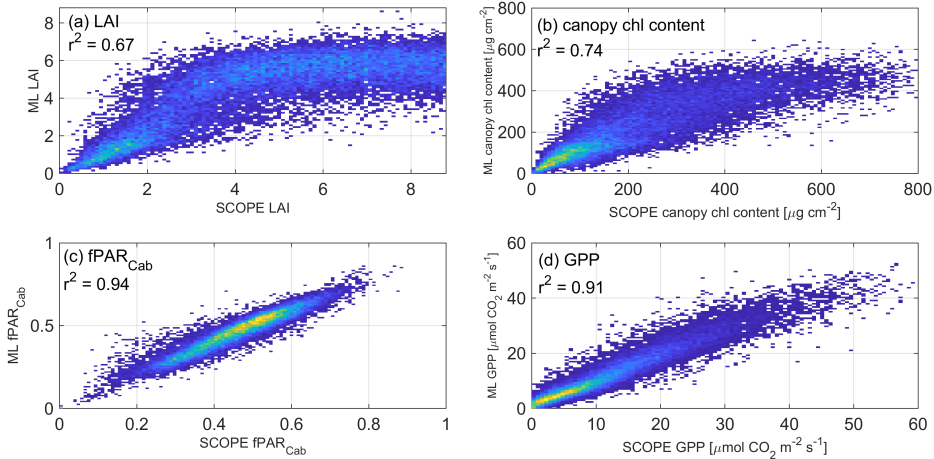 (a) LAI
r² = 0.67
ML LAI
8
6
4
2
0
0 2 4 6 8
SCOPE LAI
(b) canopy chl content
r² = 0.74
ML canopy chl content [μg cm⁻²]
800
600
400
200
0
0 200 400 600 800
SCOPE canopy chl content [μg cm⁻²]
(c) fPAR_Cab
r² = 0.94
ML fPAR_Cab
1
0.5
0
0 0.2 0.4 0.6 0.8 1
SCOPE fPAR_Cab
(d) GPP
r² = 0.91
ML GPP [μmol CO₂ m⁻² s⁻¹]
60
40
20
0
0 10 20 30 40 50 60
SCOPE GPP [μmol CO₂ m⁻² s⁻¹]